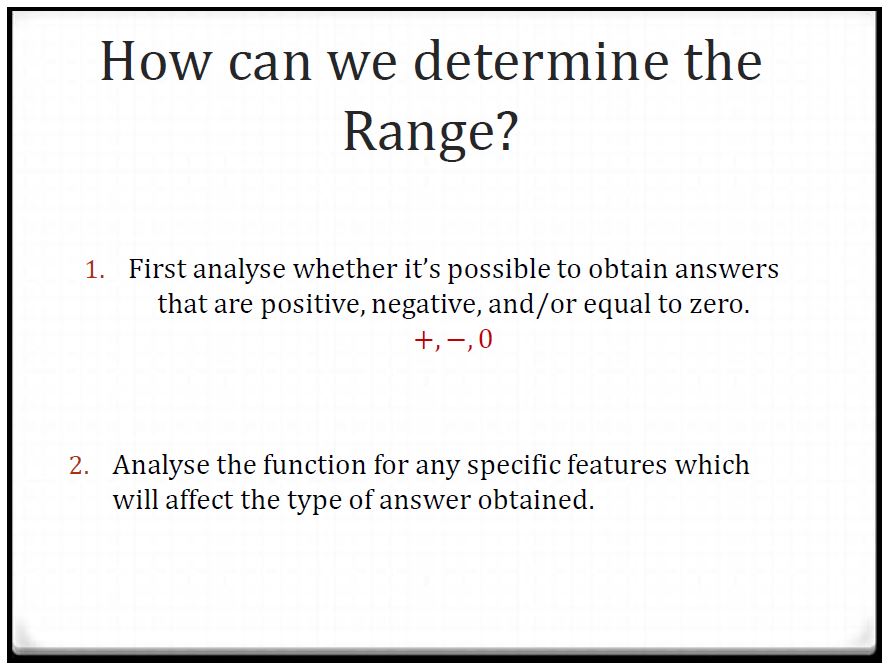 How can we determine the
Range?
1. First analyse whether it’s possible to obtain answers
that are positive, negative, and/or equal to zero.
+, −, 0
2. Analyse the function for any specific features which
will affect the type of answer obtained.